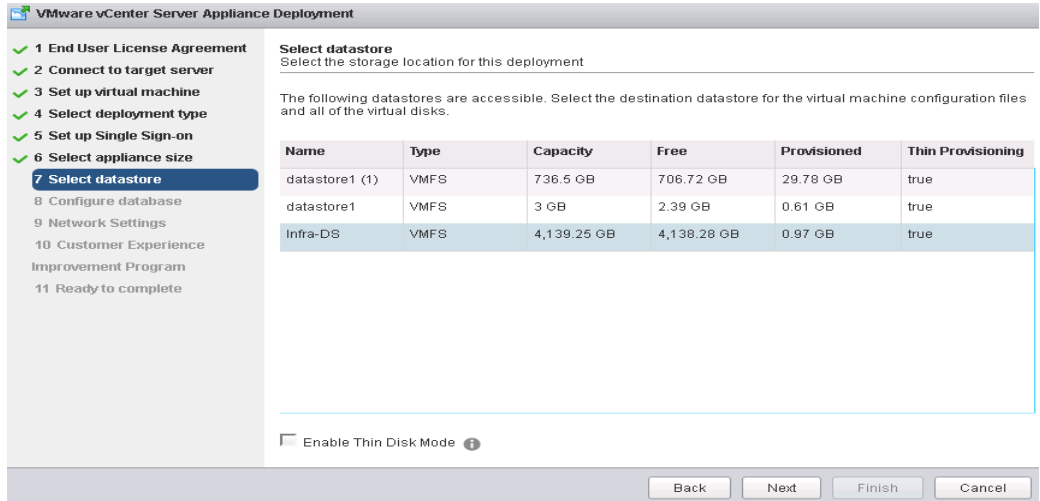 VMware vCenter Server Appliance Deployment
1 End User License Agreement
2 Connect to target server
3 Set up virtual machine
4 Select deployment type
5 Set up Single Sign-on
6 Select appliance size
7 Select datastore
8 Configure database
9 Network Settings
10 Customer Experience
Improvement Program
11 Ready to complete
Select datastore
Select the storage location for this deployment
The following datastores are accessible. Select the destination datastore for the virtual machine configuration files
and all of the virtual disks.
Name Type Capacity Free Provisioned Thin Provisioning
datastore1 (1) VMFS 736.5 GB 706.72 GB 29.78 GB true
datastore1 VMFS 3 GB 2.39 GB 0.61 GB true
Infra-DS VMFS 4,139.25 GB 4,138.28 GB 0.97 GB true
Enable Thin Disk Mode
Back Next Finish Cancel